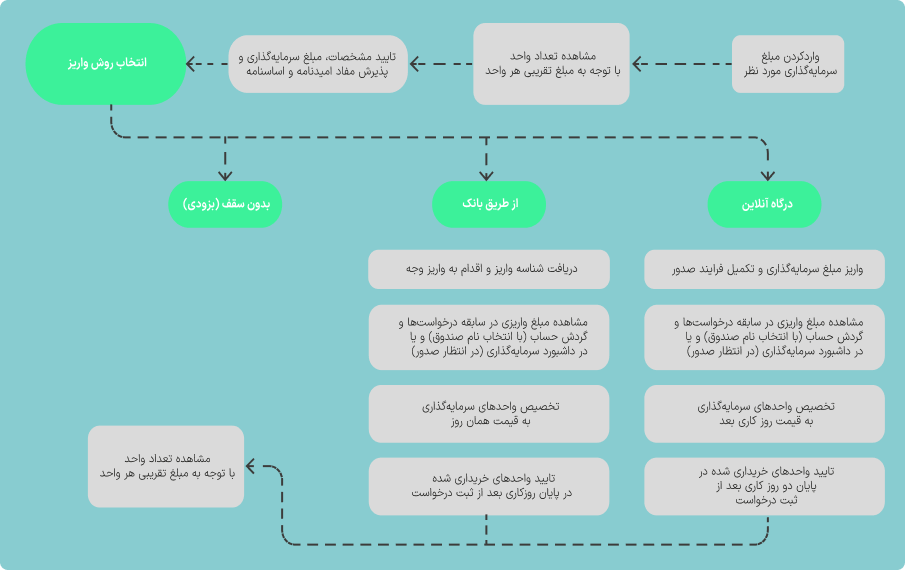 واردکردن مبلغ
سرمایه‌گذاری مورد نظر
مشاهده تعداد واحد
با توجه به مبلغ تقریبی هر واحد
تایید مشخصات، مبلغ سرمایه‌گذاری و
پذیرش مفاد امیدنامه و اساسنامه
انتخاب روش واریز
درگاه آنلاین
از طریق بانک
بدون سقف (بزودی)
واریز مبلغ سرمایه‌گذاری و تکمیل فرایند صدور
مشاهده مبلغ واریزی در سابقه درخواست‌ها و
گردش حساب (با انتخاب نام صندوق) و یا
در داشبورد سرمایه‌گذاری (در انتظار صدور)
تخصیص واحدهای سرمایه‌گذاری
به قیمت روز کاری بعد
تایید واحدهای خریداری شده در
پایان دو روز کاری بعد از
ثبت درخواست
دریافت شناسه واریز و اقدام به واریز وجه
مشاهده مبلغ واریزی در سابقه درخواست‌ها و
گردش حساب (با انتخاب نام صندوق) و یا
در داشبورد سرمایه‌گذاری (در انتظار صدور)
تخصیص واحدهای سرمایه‌گذاری
به قیمت همان روز
تایید واحدهای خریداری شده
در پایان روزکاری بعد از ثبت درخواست
مشاهده تعداد واحد
با توجه به مبلغ تقریبی هر واحد